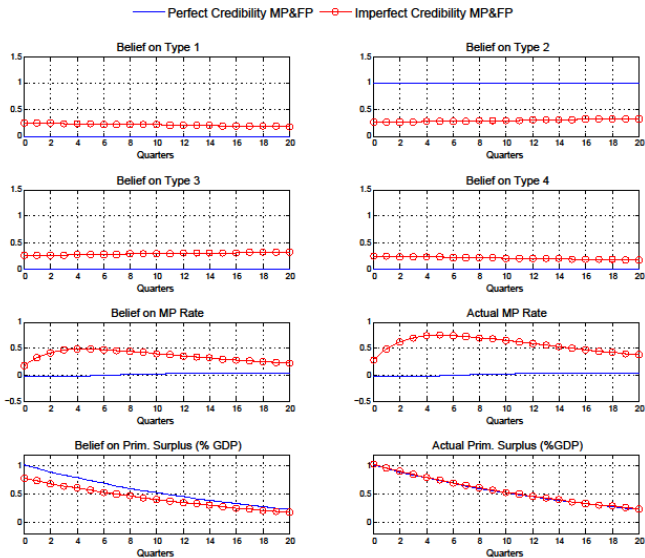 Perfect Credibility MP&FP Imperfect Credibility MP&FP
Belief on Type 1
1.5
1
0.5
0
0 2 4 6 8 10 12 14 16 18 20
Quarters
Belief on Type 2
1.5
1
0.5
0
0 2 4 6 8 10 12 14 16 18 20
Quarters
Belief on Type 3
1.5
1
0.5
0
0 2 4 6 8 10 12 14 16 18 20
Quarters
Belief on Type 4
1.5
1
0.5
0
0 2 4 6 8 10 12 14 16 18 20
Quarters
Belief on MP Rate
1
0.5
0
−0.5
0 2 4 6 8 10 12 14 16 18 20
Quarters
Actual MP Rate
1
0.5
0
−0.5
0 2 4 6 8 10 12 14 16 18 20
Quarters
Belief on Prim. Surplus (% GDP)
1
0.5
0
0 2 4 6 8 10 12 14 16 18 20
Quarters
Actual Prim. Surplus (%GDP)
1
0.5
0
0 2 4 6 8 10 12 14 16 18 20
Quarters